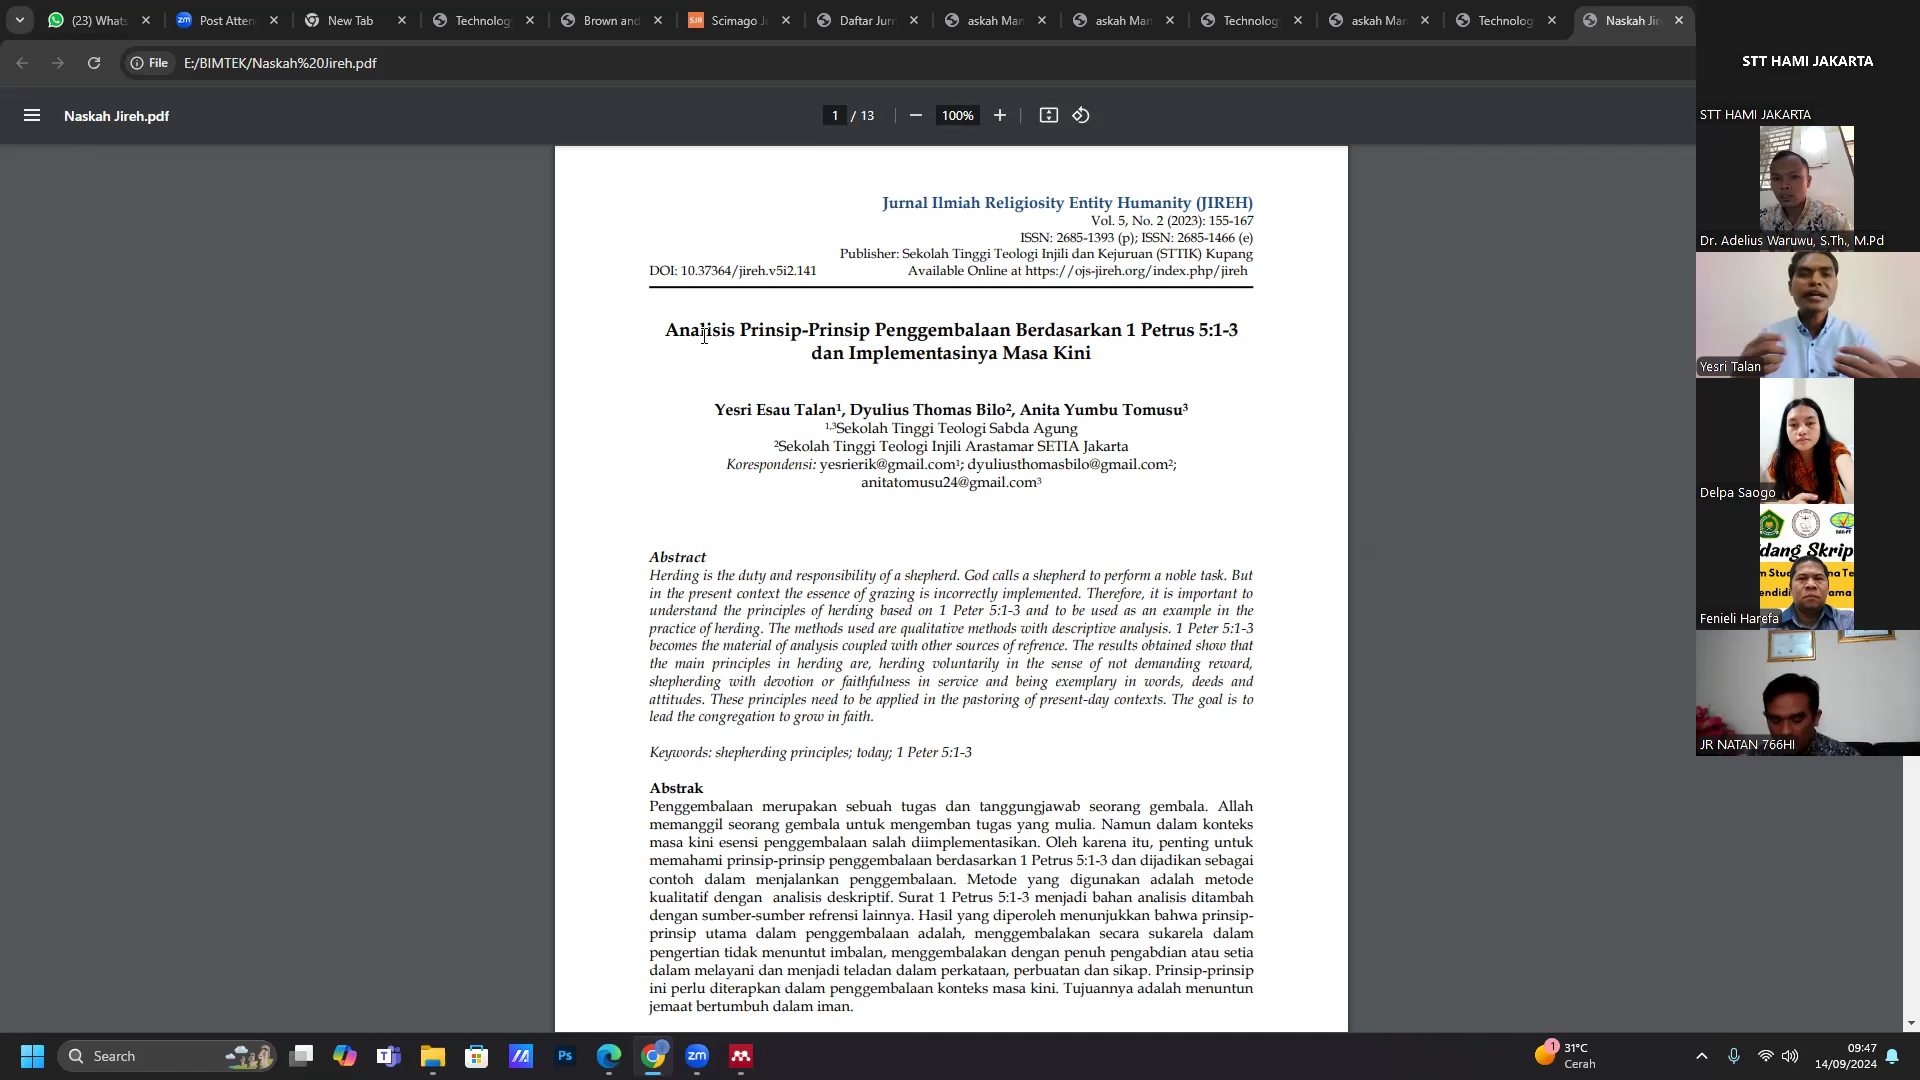 (23) Whats
Post Atten
New Tab
Technology
Brown and
Scimago J
Daftar Jurn
askah Man
askah Man
Technology
askah Man
Technolog
Naskah Jir
File
E:/BIMTEK/Naskah%20Jireh.pdf
Naskah Jireh.pdf
1 / 13
100%
Jurnal Ilmiah Religiosity Entity Humanity (JIREH)
Vol. 5, No. 2 (2023): 155-167
ISSN: 2685-1393 (p); ISSN: 2685-1466 (e)
Publisher: Sekolah Tinggi Teologi Injili dan Kejuruan (STTIK) Kupang
DOI: 10.37364/jireh.v5i2.141 Available Online at https://ojs-jireh.org/index.php/jireh
Analisis Prinsip-Prinsip Penggembalaan Berdasarkan 1 Petrus 5:1-3
dan Implementasinya Masa Kini
Yesri Esau Talan¹, Dyulius Thomas Bilo², Anita Yumbu Tomusu³
¹,³Sekolah Tinggi Teologi Sabda Agung
²Sekolah Tinggi Teologi Injili Arastamar SETIA Jakarta
Korespondensi: yesrierik@gmail.com¹; dyuliusthomasbilo@gmail.com²;
anitatomusu24@gmail.com³
Abstract
Herding is the duty and responsibility of a shepherd. God calls a shepherd to perform a noble task. But
in the present context the essence of grazing is incorrectly implemented. Therefore, it is important to
understand the principles of herding based on 1 Peter 5:1-3 and to be used as an example in the
practice of herding. The methods used are qualitative methods with descriptive analysis. 1 Peter 5:1-3
becomes the material of analysis coupled with other sources of refrence. The results obtained show that
the main principles in herding are, herding voluntarily in the sense of not demanding reward,
shepherding with devotion or faithfulness in service and being exemplary in words, deeds and
attitudes. These principles need to be applied in the pastoring of present-day contexts. The goal is to
lead the congregation to grow in faith.
Keywords: shepherding principles; today; 1 Peter 5:1-3
Abstrak
Penggembalaan merupakan sebuah tugas dan tanggungjawab seorang gembala. Allah
memanggil seorang gembala untuk mengemban tugas yang mulia. Namun dalam konteks
masa kini esensi penggembalaan salah diimplementasikan. Oleh karena itu, penting untuk
memahami prinsip-prinsip penggembalaan berdasarkan 1 Petrus 5:1-3 dan dijadikan sebagai
contoh dalam menjalankan penggembalaan. Metode yang digunakan adalah metode
kualitatif dengan analisis deskriptif. Surat 1 Petrus 5:1-3 menjadi bahan analisis ditambah
dengan sumber-sumber refrensi lainnya. Hasil yang diperoleh menunjukkan bahwa prinsip-
prinsip utama dalam penggembalaan adalah, menggembalakan secara sukarela dalam
pengertian tidak menuntut imbalan, menggembalakan dengan penuh pengabdian atau setia
dalam melayani dan menjadi teladan dalam perkataan, perbuatan dan sikap. Prinsip-prinsip
ini perlu diterapkan dalam penggembalaan konteks masa kini. Tujuannya adalah menuntun
jemaat bertumbuh dalam iman.
STT HAMI JAKARTA
STT HAMI JAKARTA
Dr. Adelius Waruwu, S.Th., M.Pd
Yesri Talan
Delpa Saogo
Fenieli Harefa
JR NATAN 766HI
Search
Ps
zm
1
31°C
Cerah
09:47
14/09/2024